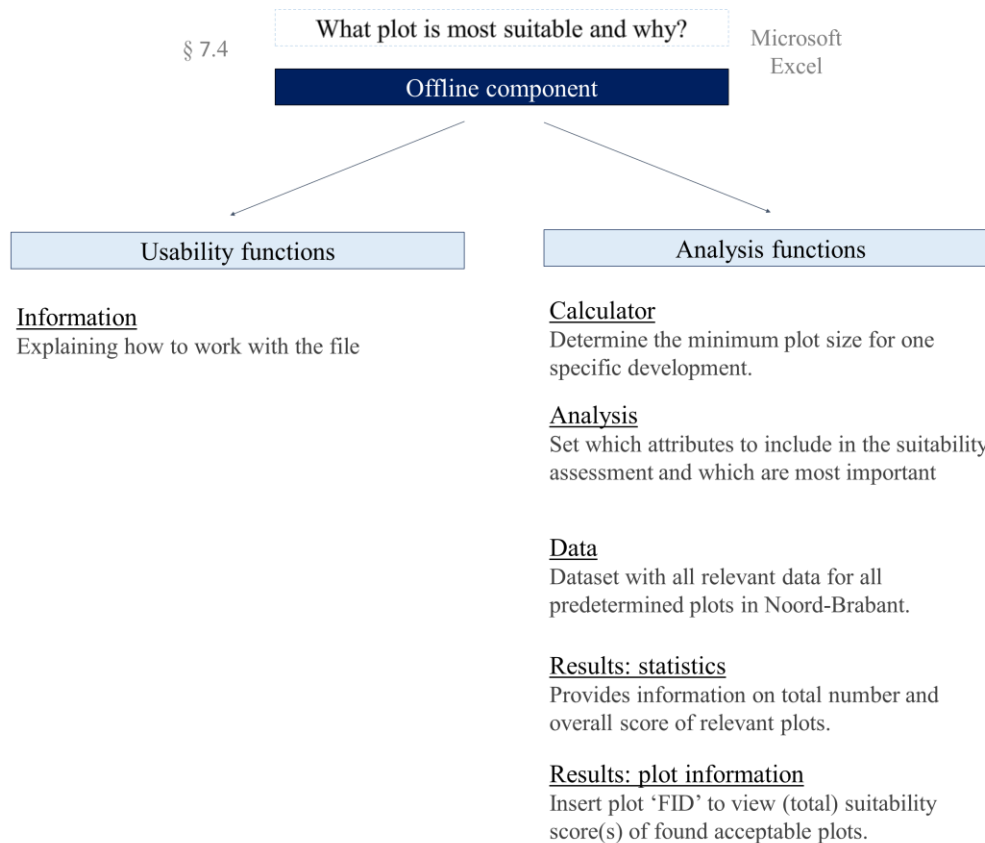 What plot is most suitable and why?
§ 7.4
Microsoft
Excel
Offline component
Usability functions
Information
Explaining how to work with the file
Analysis functions
Calculator
Determine the minimum plot size for one
specific development.
Analysis
Set which attributes to include in the suitability
assessment and which are most important
Data
Dataset with all relevant data for all
predetermined plots in Noord-Brabant.
Results: statistics
Provides information on total number and
overall score of relevant plots.
Results: plot information
Insert plot ‘FID’ to view (total) suitability
score(s) of found acceptable plots.